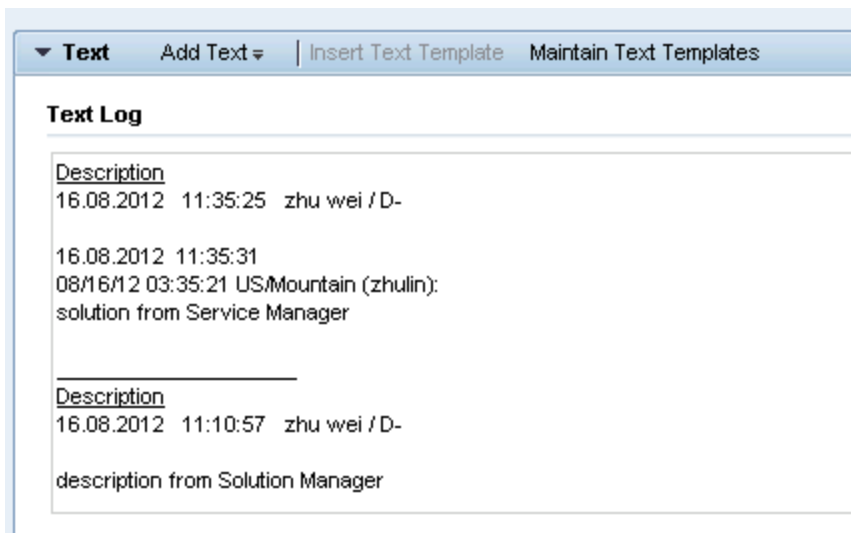 Text Add Text Insert Text Template Maintain Text Templates
Text Log
Description
16.08.2012 11:35:25 zhu wei / D-
16.08.2012 11:35:31
08/16/12 03:35:21 US/Mountain (zhulin):
solution from Service Manager
Description
16.08.2012 11:10:57 zhu wei / D-
description from Solution Manager